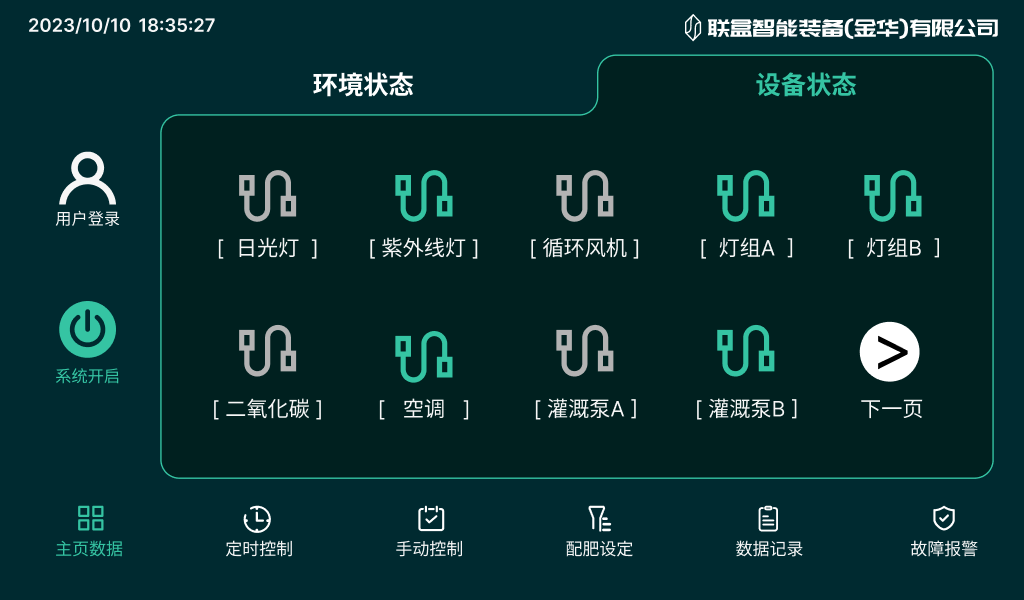 2023/10/10 18:35:27
联盒智能装备(金华)有限公司
环境状态
设备状态
用户登录
系统开启
[ 日光灯 ]
[ 紫外线灯 ]
[ 循环风机 ]
[ 灯组A ]
[ 灯组B ]
[ 二氧化碳 ]
[ 空调 ]
[ 灌溉泵A ]
[ 灌溉泵B ]
>
下一页
主页数据
定时控制
手动控制
配肥设定
数据记录
故障报警